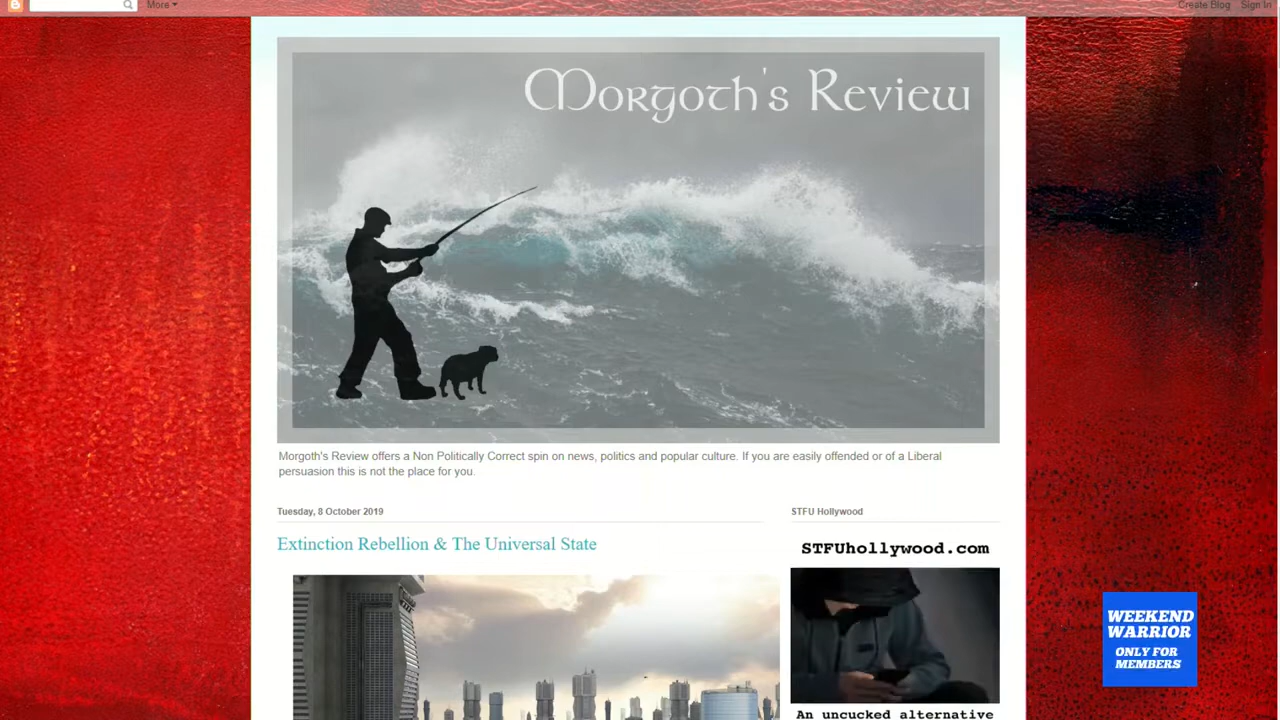 More
Create Blog Sign In
Morgoth's Review
Morgoth's Review offers a Non Politically Correct spin on news, politics and popular culture. If you are easily offended or of a Liberal
persuasion this is not the place for you.
Tuesday, 8 October 2019
Extinction Rebellion & The Universal State
STFU Hollywood
STFUhollywood.com
An uncucked alternative
WEEKEND
WARRIOR
ONLY FOR
MEMBERS